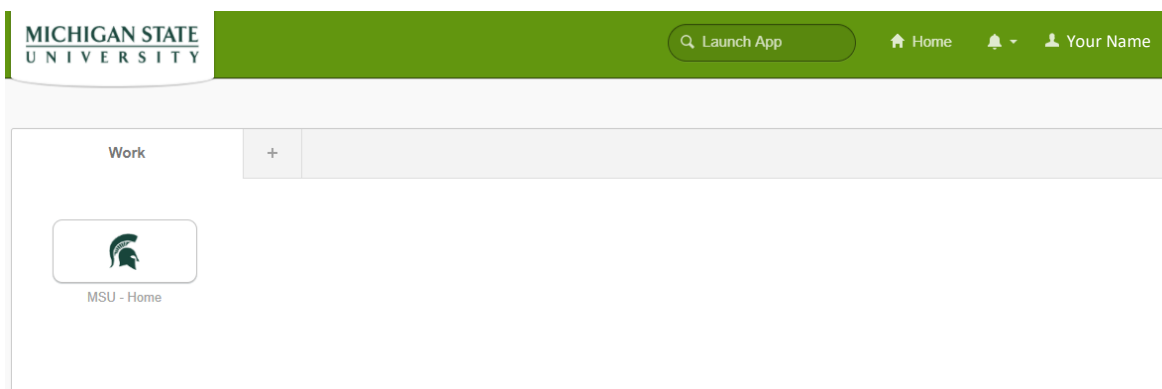 MICHIGAN STATE
UNIVERSITY
Launch App
Home
Your Name
Work
+
MSU - Home